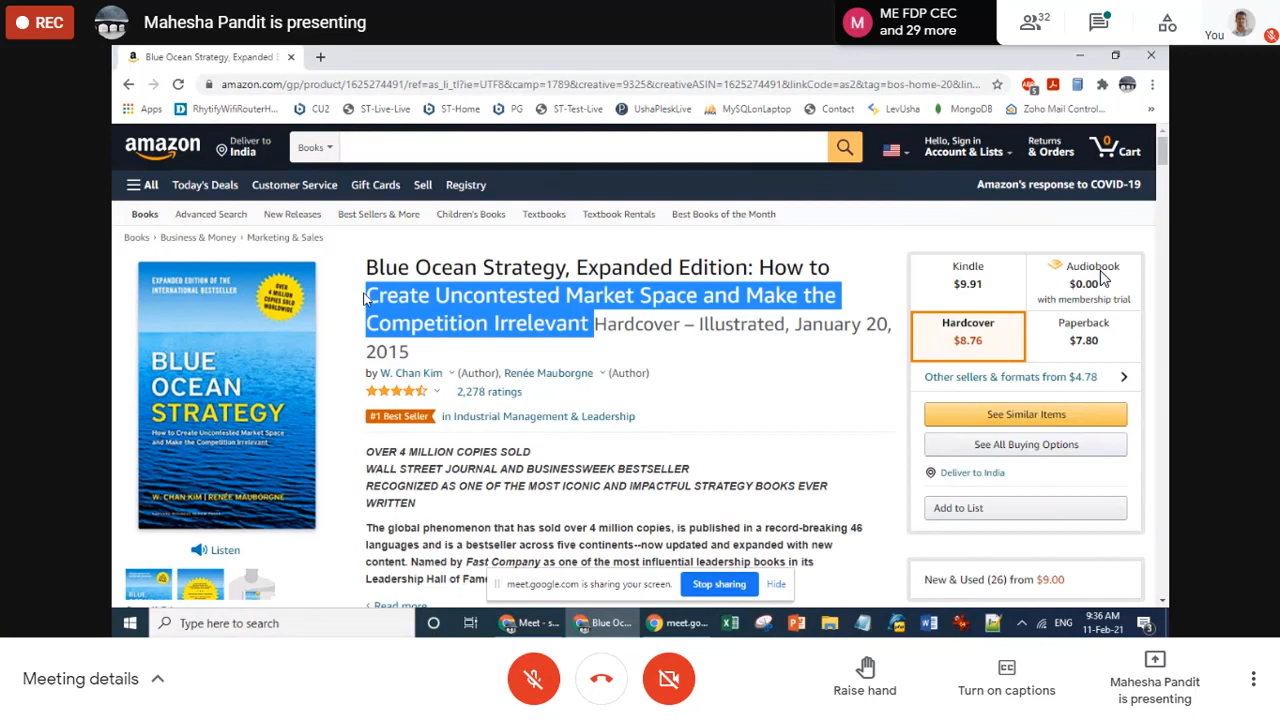 REC
Mahesha Pandit is presenting
M
ME FDP CEC
and 29 more
32
You
Blue Ocean Strategy, Expanded E
amazon.com/gp/product/1625274491/ref=as_li_tl?ie=UTF8&camp=1789&creative=9325&creativeASIN=1625274491&linkCode=as2&tag=bos-home-20&lin...
Apps
RhytifyWifiRouterH...
CU2
ST-Live-Live
ST-Home
PG
ST-Test-Live
UshaPleskLive
MySQLonLaptop
Contact
LevUsha
MongoDB
Zoho Mail Control...
amazon
Deliver to
India
Books
Hello, Sign in
Account & Lists
Returns
& Orders
0
Cart
All
Today's Deals
Customer Service
Gift Cards
Sell
Registry
Amazon's response to COVID-19
Books
Advanced Search
New Releases
Best Sellers & More
Children's Books
Textbooks
Textbook Rentals
Best Books of the Month
Books › Business & Money › Marketing & Sales
EXPANDED EDITION OF THE
INTERNATIONAL BESTSELLER
OVER
4 MILLION
COPIES SOLD
WORLDWIDE
BLUE
OCEAN
STRATEGY
How to Create Uncontested Market Space
and Make the Competition Irrelevant
W. CHAN KIM | RENÉE MAUBORGNE
Listen
Blue Ocean Strategy, Expanded Edition: How to
Create Uncontested Market Space and Make the
Competition Irrelevant Hardcover – Illustrated, January 20,
2015
by W. Chan Kim (Author), Renée Mauborgne (Author)
2,278 ratings
#1 Best Seller in Industrial Management & Leadership
OVER 4 MILLION COPIES SOLD
WALL STREET JOURNAL AND BUSINESSWEEK BESTSELLER
RECOGNIZED AS ONE OF THE MOST ICONIC AND IMPACTFUL STRATEGY BOOKS EVER
WRITTEN
The global phenomenon that has sold over 4 million copies, is published in a record-breaking 46
languages and is a bestseller across five continents--now updated and expanded with new
content. Named by Fast Company as one of the most influential leadership books in its
Leadership Hall of Fam
Read more
Kindle
$9.91
Audiobook
$0.00
with membership trial
Hardcover
$8.76
Paperback
$7.80
Other sellers & formats from $4.78
See Similar Items
See All Buying Options
Deliver to India
Add to List
New & Used (26) from $9.00
meet.google.com is sharing your screen.
Stop sharing
Hide
Type here to search
Meet - s...
Blue Oc...
meet.go...
ENG
9:36 AM
11-Feb-21
3
Meeting details
Raise hand
Turn on captions
Mahesha Pandit
is presenting